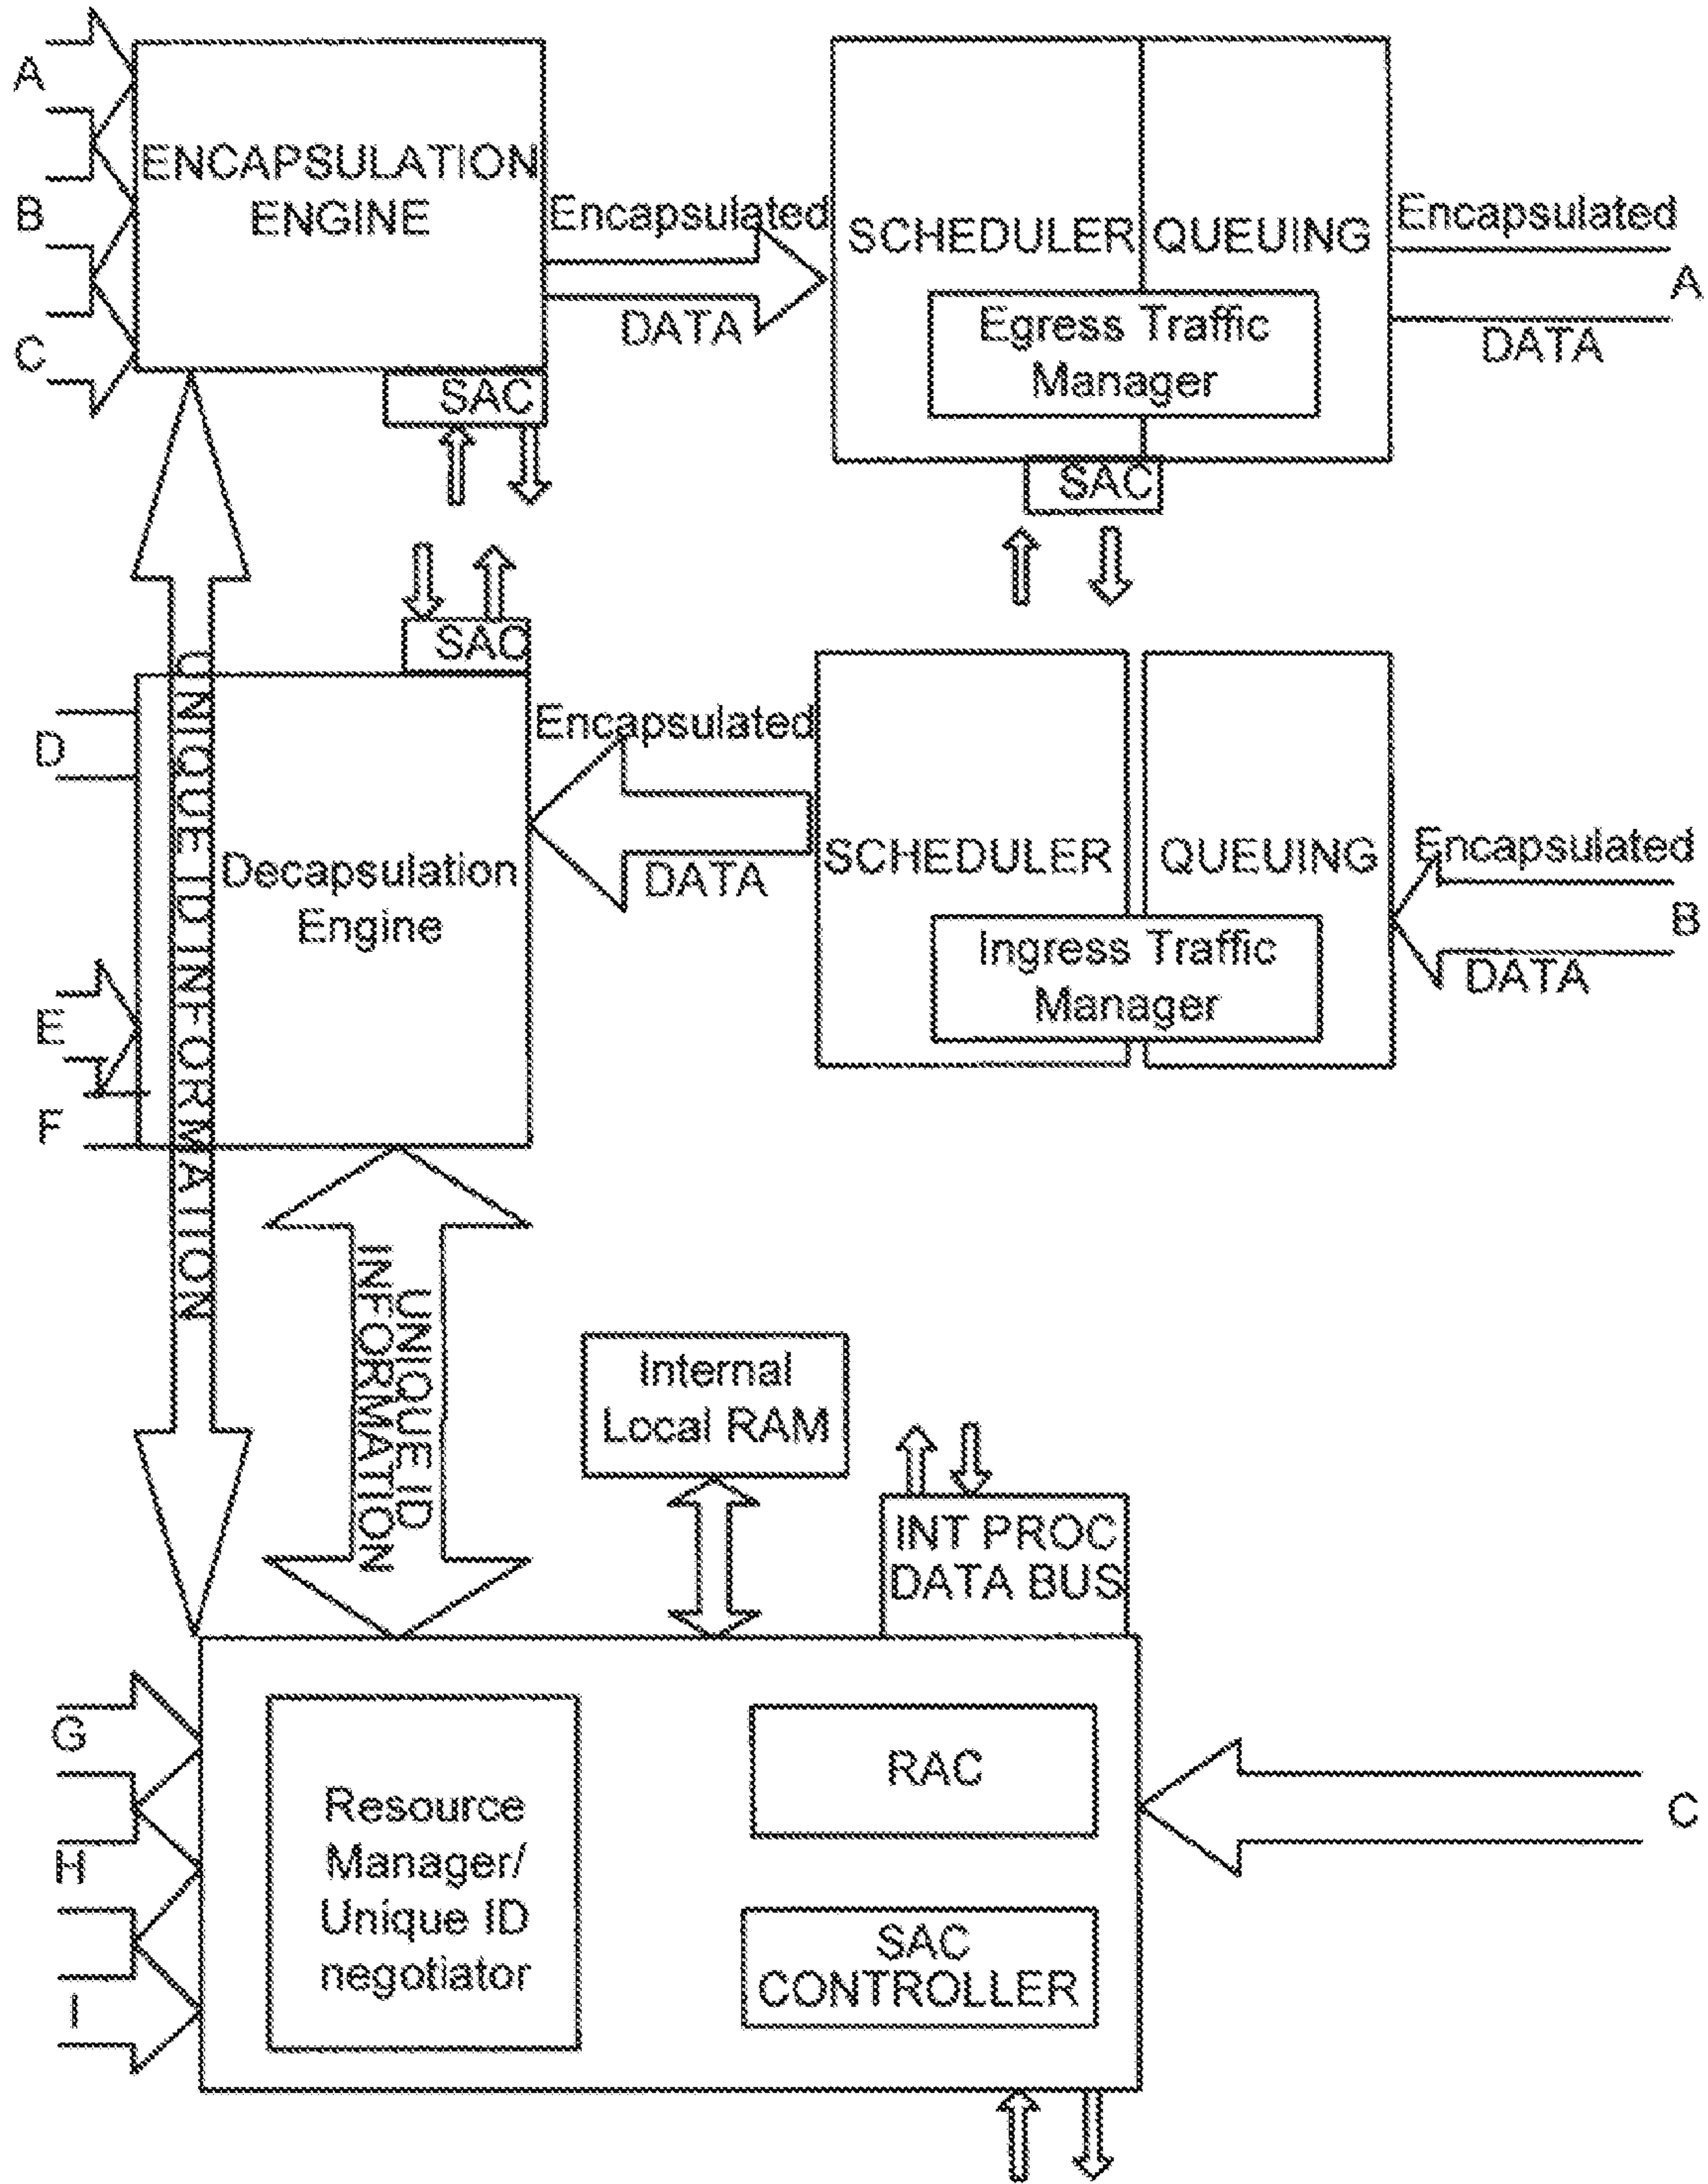 A
B
C
ENCAPSULATION
ENGINE
SAC
Encapsulated
DATA
SCHEDULER
QUEUING
Egress Traffic
Manager
SAC
Encapsulated
A
DATA
UNIQUE ID INFORMATION
SAC
D
E
F
Decapsulation
Engine
Encapsulated
DATA
SCHEDULER
QUEUING
Ingress Traffic
Manager
Encapsulated
B
DATA
UNIQUE ID
INFORMATION
Internal
Local RAM
INT PROC
DATA BUS
G
H
I
Resource
Manager/
Unique ID
negotiator
RAC
SAC
CONTROLLER
C